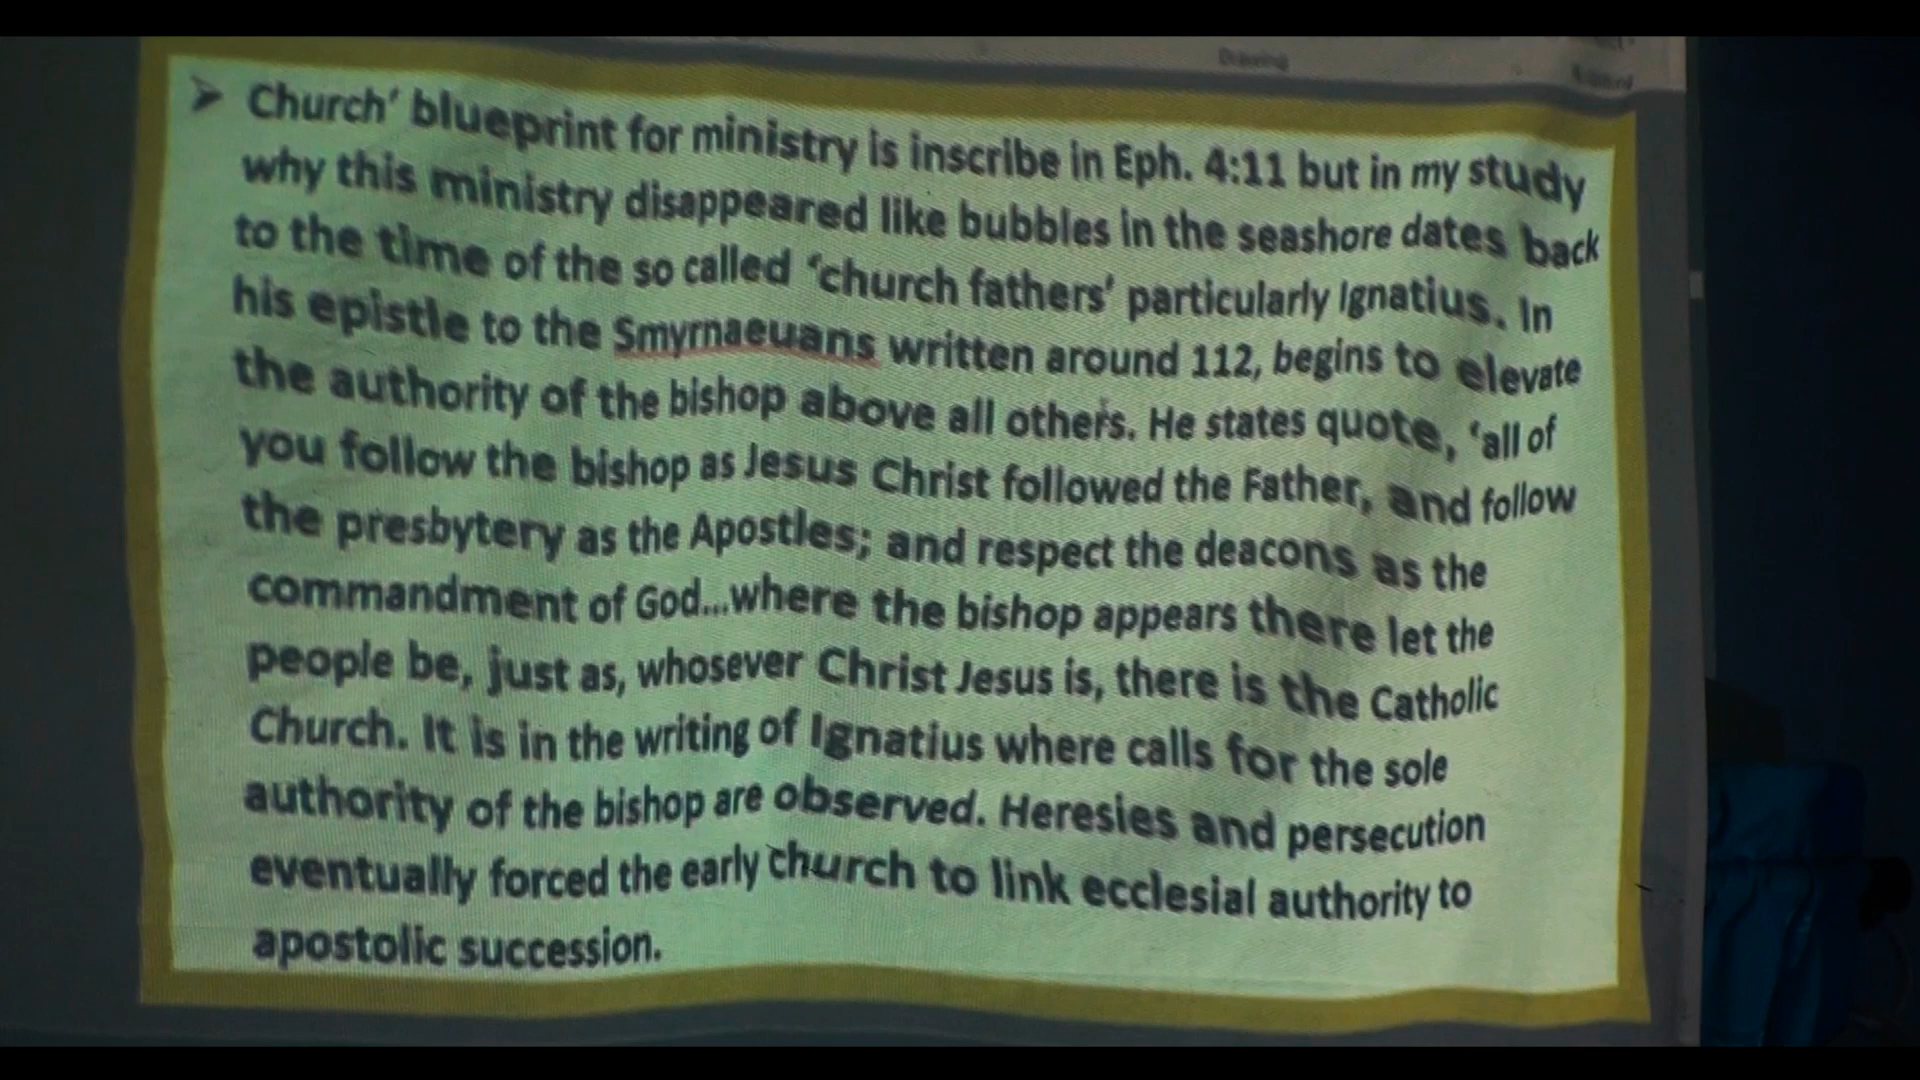 Drawing
➤ Church' blueprint for ministry is inscribe in Eph. 4:11 but in my study
why this ministry disappeared like bubbles in the seashore dates back
to the time of the so called 'church fathers' particularly Ignatius. In
his epistle to the Smyrnaeuans written around 112, begins to elevate
the authority of the bishop above all others. He states quote, 'all of
you follow the bishop as Jesus Christ followed the Father, and follow
the presbytery as the Apostles; and respect the deacons as the
commandment of God...where the bishop appears there let the
people be, just as, whosever Christ Jesus is, there is the Catholic
Church. It is in the writing of Ignatius where calls for the sole
authority of the bishop are observed. Heresies and persecution
eventually forced the early church to link ecclesial authority to
apostolic succession.